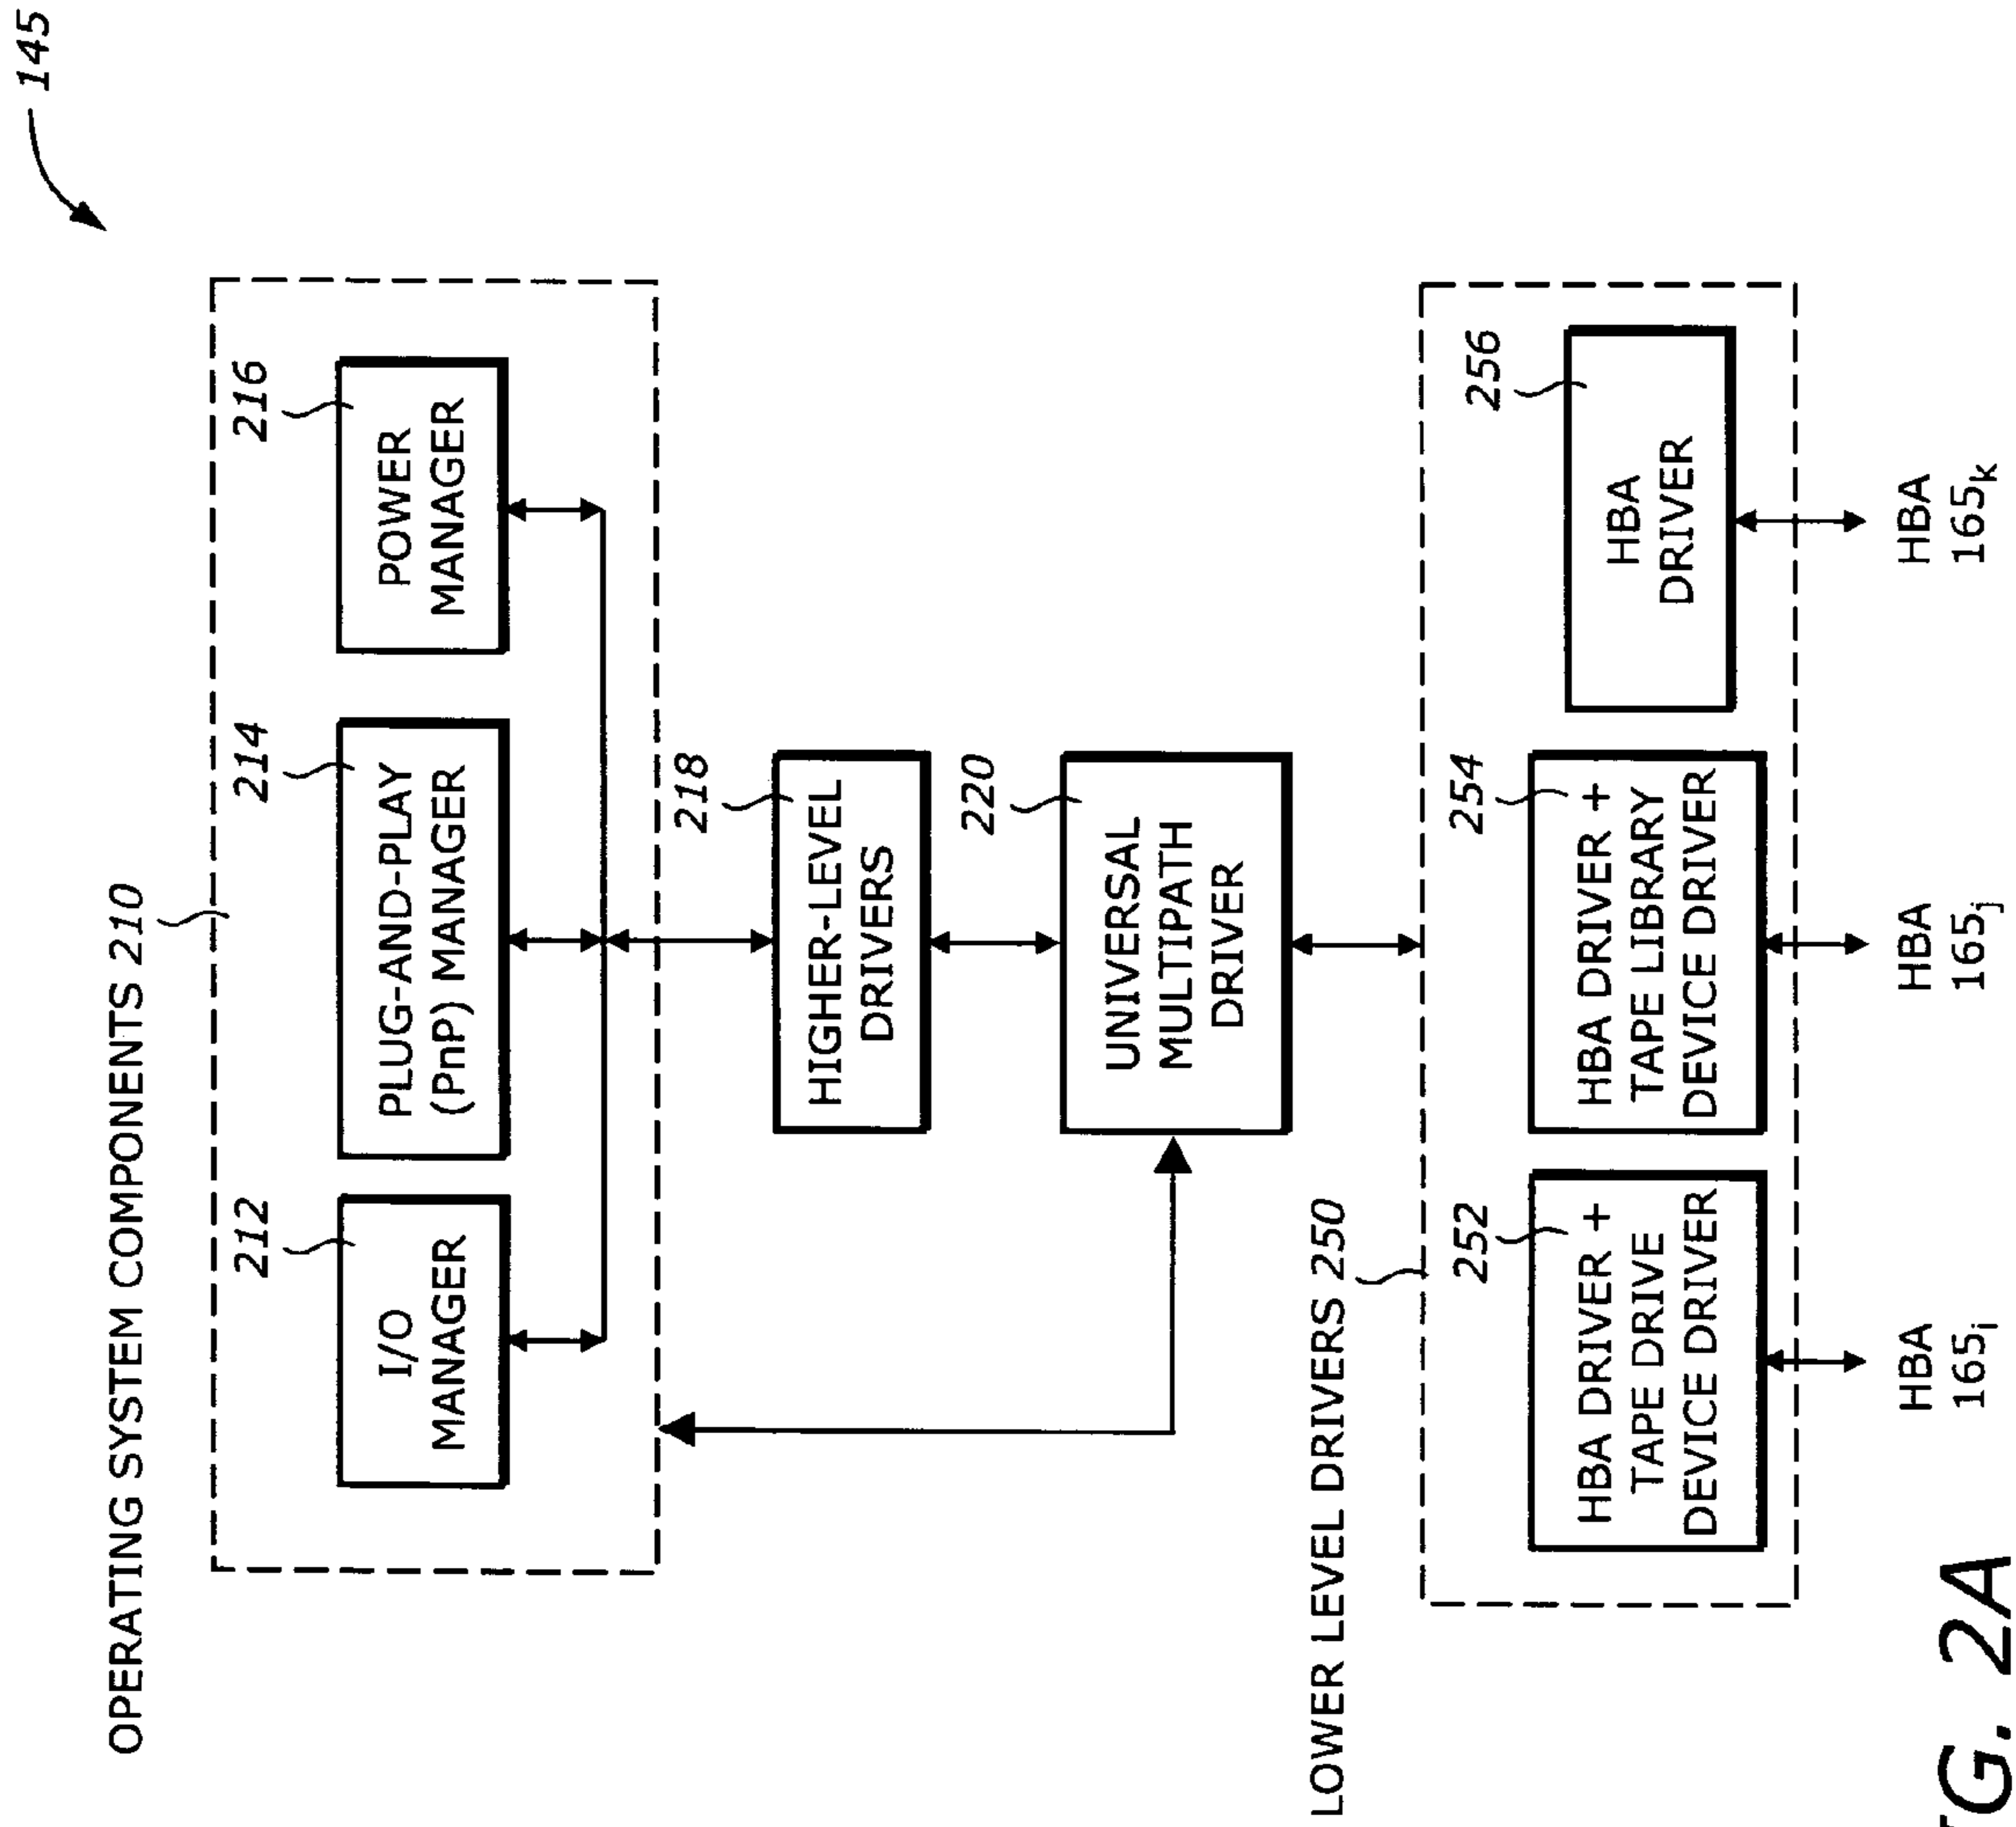 145
OPERATING SYSTEM COMPONENTS 210
212
214
216
I/O
MANAGER
PLUG-AND-PLAY
(PnP) MANAGER
POWER
MANAGER
218
HIGHER-LEVEL
DRIVERS
220
UNIVERSAL
MULTIPATH
DRIVER
LOWER LEVEL DRIVERS 250
252
254
256
HBA DRIVER +
TAPE DRIVE
DEVICE DRIVER
HBA DRIVER +
TAPE LIBRARY
DEVICE DRIVER
HBA
DRIVER
HBA
165i
HBA
165j
HBA
165k
G. 2A